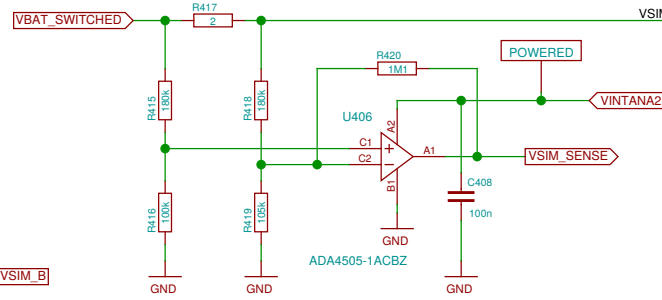 R417
VSIM
VBAT_SWITCHED
2
R420
1M1
POWERED
R415
180k
R418
180k
U406
VINTANA2
A2
C1
C2
A1
B1
VSIM_SENSE
R416
100k
R419
105k
C408
100n
GND
ADA4505-1ACBZ
VSIM_B
GND
GND
GND